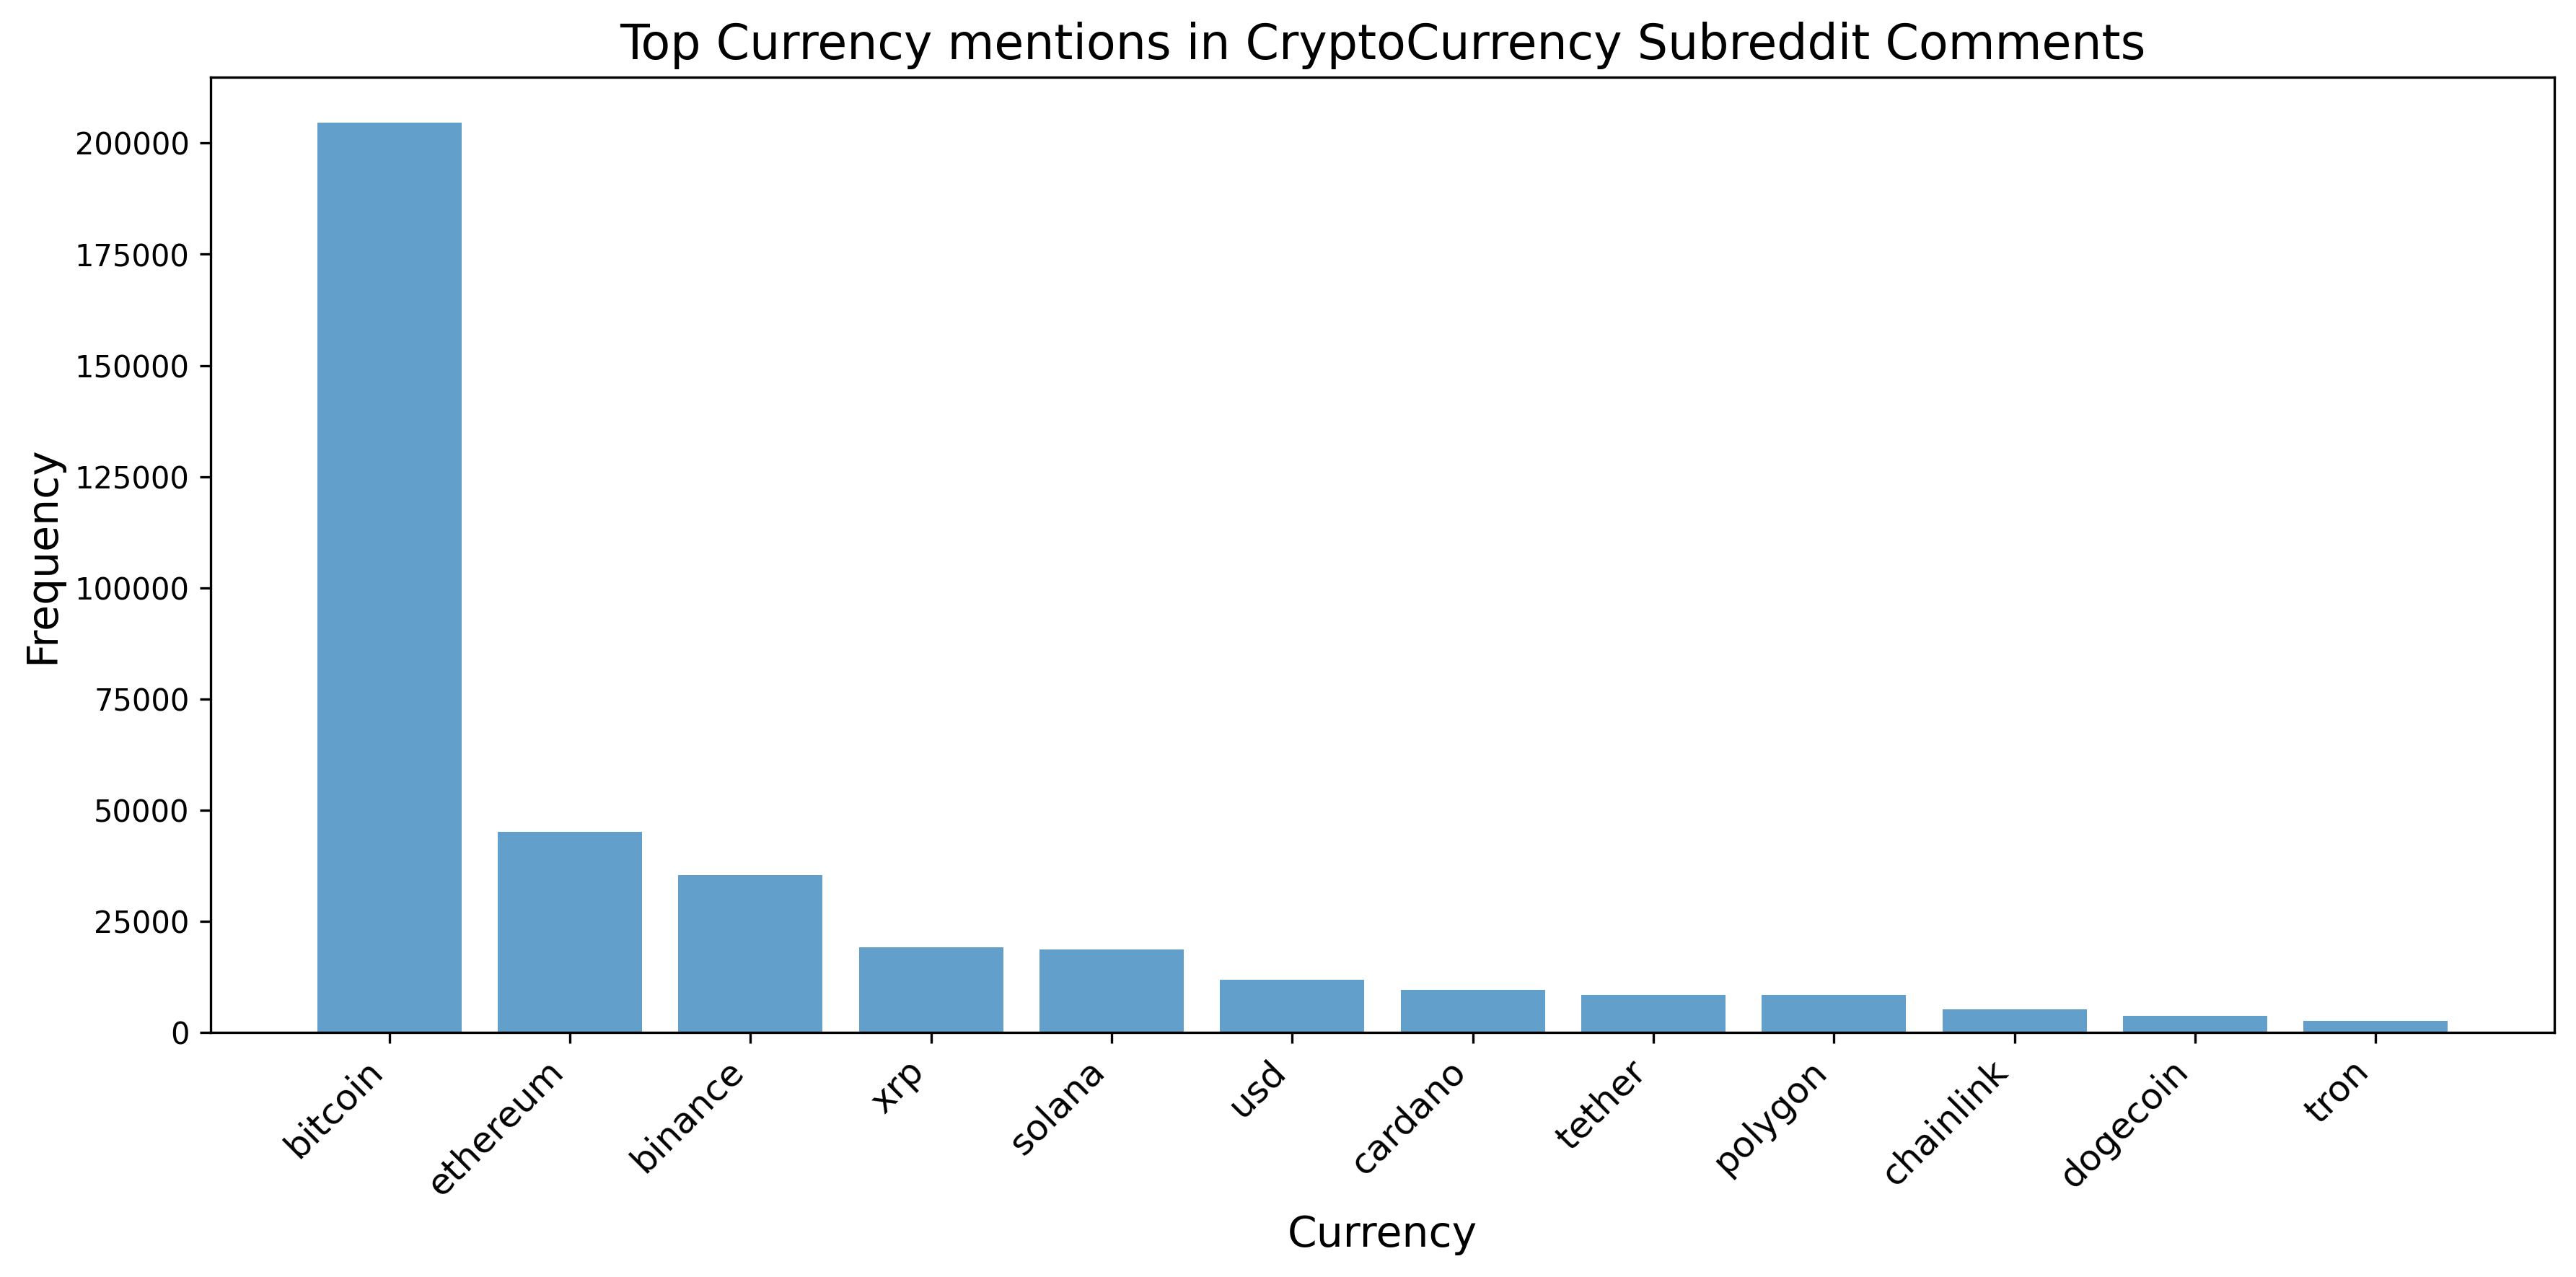 Top Currency mentions in CryptoCurrency Subreddit Comments
Frequency
200000
175000
150000
125000
100000
75000
50000
25000
0
bitcoin
ethereum
binance
xrp
solana
usd
cardano
tether
polygon
chainlink
dogecoin
tron
Currency